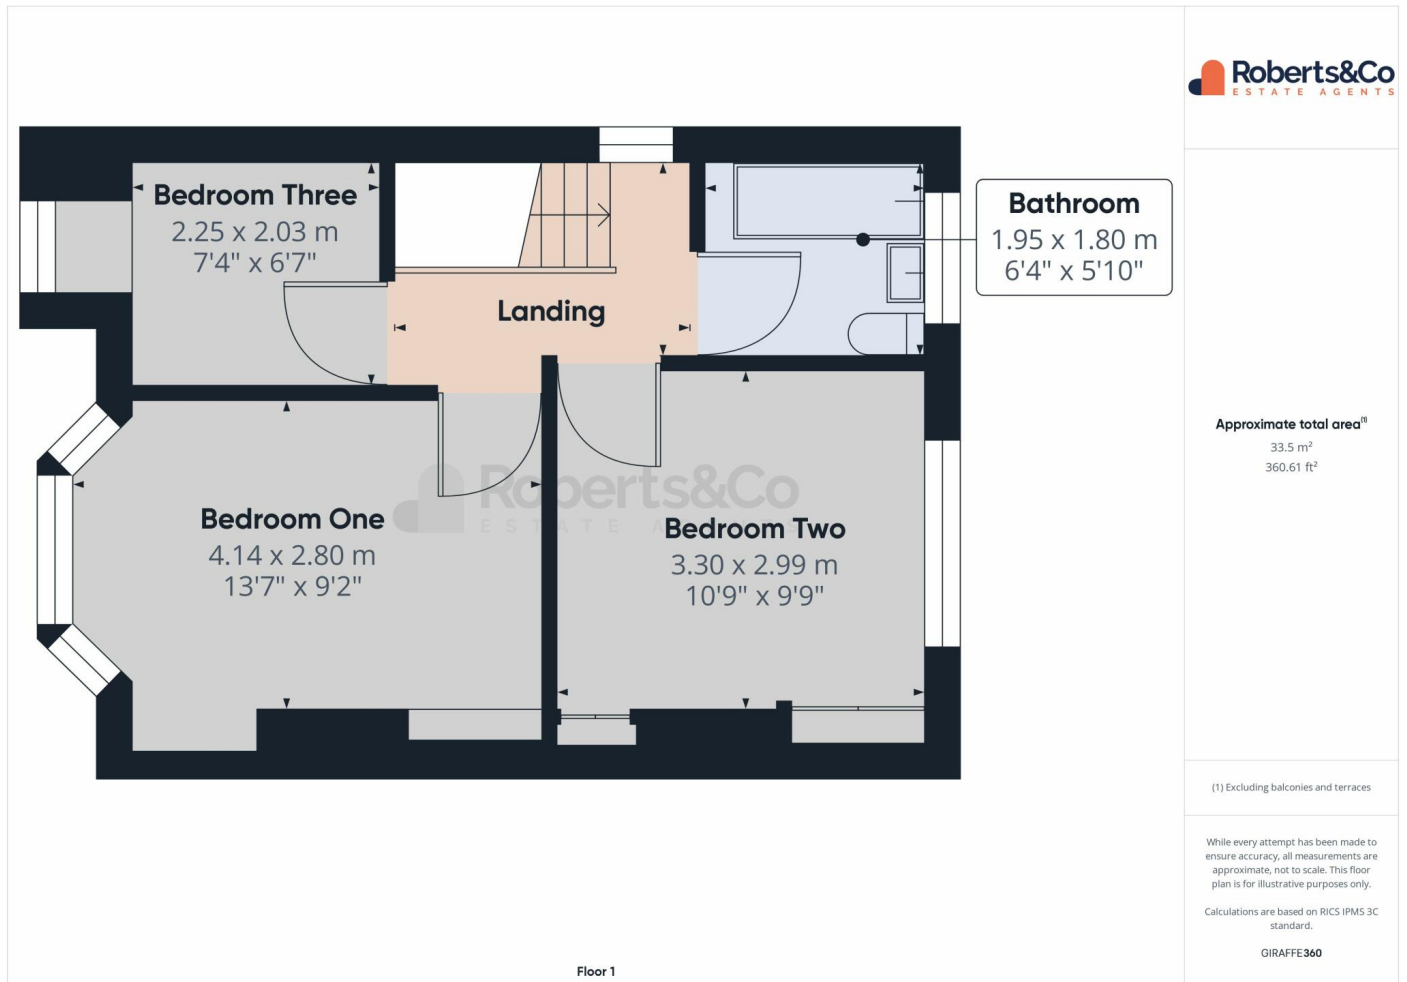 Roberts&Co
ESTATE AGENTS
Bedroom Three
2.25 x 2.03 m
7'4" x 6'7"
Landing
Bathroom
1.95 x 1.80 m
6'4" x 5'10"
Bedroom One
4.14 x 2.80 m
13'7" x 9'2"
Roberts&Co
ESTATE A
Bedroom Two
3.30 x 2.99 m
10'9" x 9'9"
Approximate total area(1)
33.5 m²
360.61 ft²
(1) Excluding balconies and terraces
While every attempt has been made to
ensure accuracy, all measurements are
approximate, not to scale. This floor
plan is for illustrative purposes only.
Calculations are based on RICS IPMS 3C
standard.
GIRAFFE360
Floor 1